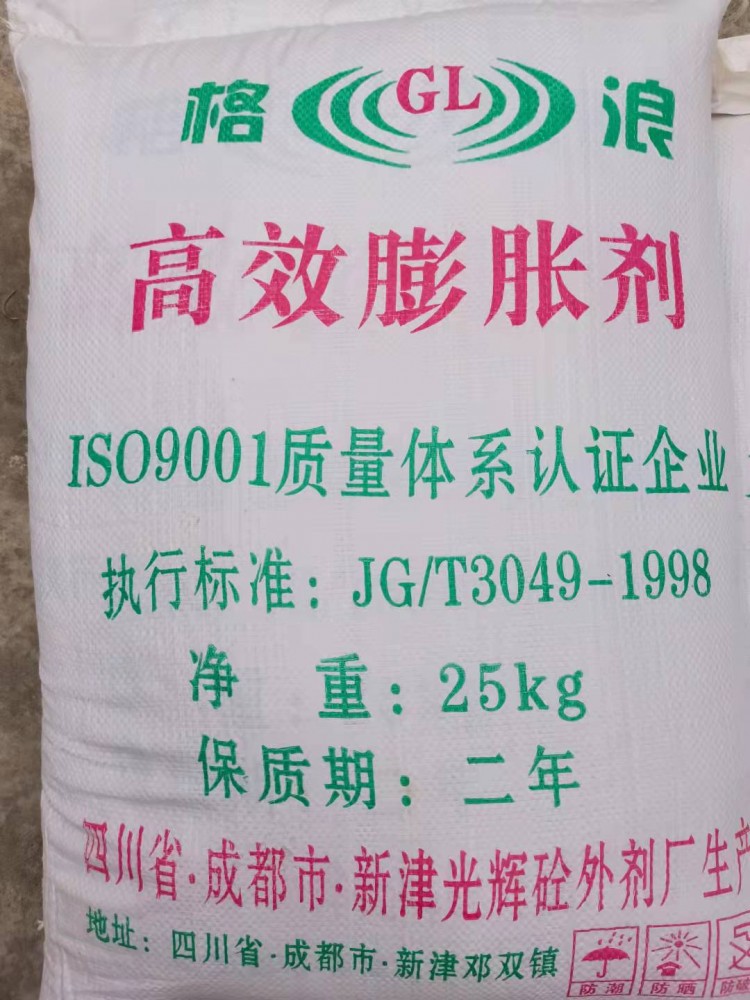 格 GL 浪
高效膨胀剂
ISO9001质量体系认证企业
执行标准：JG/T3049-1998
净 重：25kg
保质期：二年
四川省·成都市·新津光辉砼外剂厂生产
地址：四川省·成都市·新津邓双镇
防潮 防晒